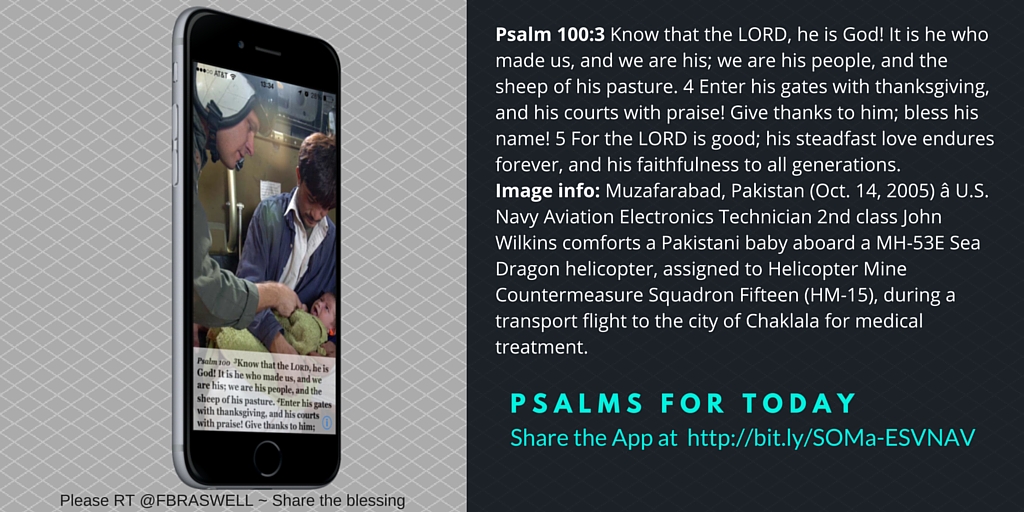 AT&T
13:34
Psalm 100 3Know that the LORD, he is
God! It is he who made us, and we
are his; we are his people, and the
sheep of his pasture. 4Enter his gates
with thanksgiving, and his courts
with praise! Give thanks to him;
Please RT @FBRASWELL ~ Share the blessing
Psalm 100:3 Know that the LORD, he is God! It is he who
made us, and we are his; we are his people, and the
sheep of his pasture. 4 Enter his gates with thanksgiving,
and his courts with praise! Give thanks to him; bless his
name! 5 For the LORD is good; his steadfast love endures
forever, and his faithfulness to all generations.
Image info: Muzafarabad, Pakistan (Oct. 14, 2005) â U.S.
Navy Aviation Electronics Technician 2nd class John
Wilkins comforts a Pakistani baby aboard a MH-53E Sea
Dragon helicopter, assigned to Helicopter Mine
Countermeasure Squadron Fifteen (HM-15), during a
transport flight to the city of Chaklala for medical
treatment.
PSALMS FOR TODAY
Share the App at http://bit.ly/SOMa-ESVNAV